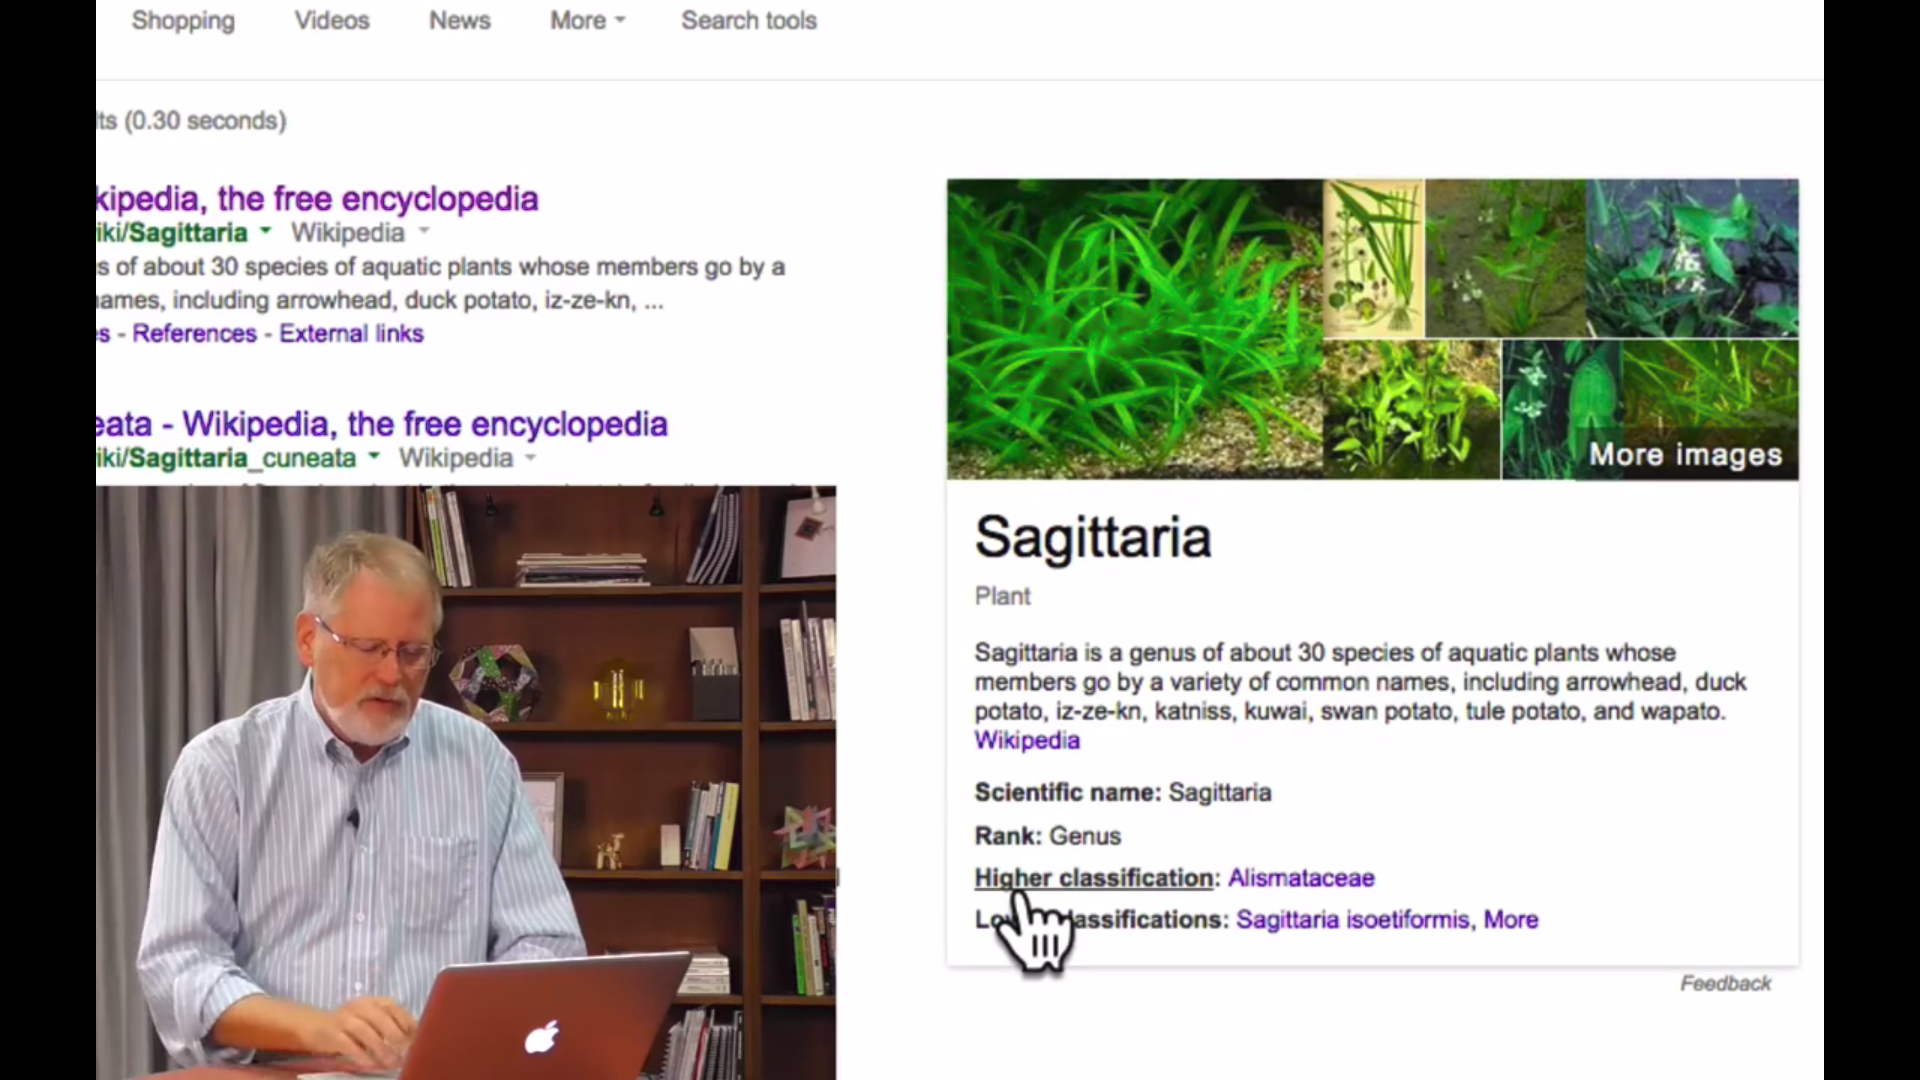 Shopping Videos News More Search tools
lts (0.30 seconds)
kipedia, the free encyclopedia
iki/Sagittaria Wikipedia
s of about 30 species of aquatic plants whose members go by a
ames, including arrowhead, duck potato, iz-ze-kn, ...
es - References - External links
eata - Wikipedia, the free encyclopedia
iki/Sagittaria_cuneata Wikipedia
More images
Sagittaria
Plant
Sagittaria is a genus of about 30 species of aquatic plants whose
members go by a variety of common names, including arrowhead, duck
potato, iz-ze-kn, katniss, kuwai, swan potato, tule potato, and wapato.
Wikipedia
Scientific name: Sagittaria
Rank: Genus
Higher classification: Alismataceae
Lo assifications: Sagittaria isoetiformis, More
Feedback